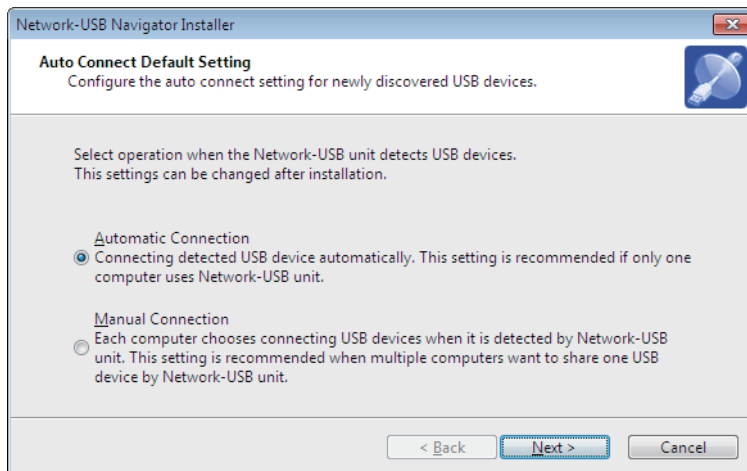 Network-USB Navigator Installer
Auto Connect Default Setting
Configure the auto connect setting for newly discovered USB devices.
Select operation when the Network-USB unit detects USB devices.
This settings can be changed after installation.
Automatic Connection
Connecting detected USB device automatically. This setting is recommended if only one
computer uses Network-USB unit.
Manual Connection
Each computer chooses connecting USB devices when it is detected by Network-USB
unit. This setting is recommended when multiple computers want to share one USB
device by Network-USB unit.
< Back Next > Cancel